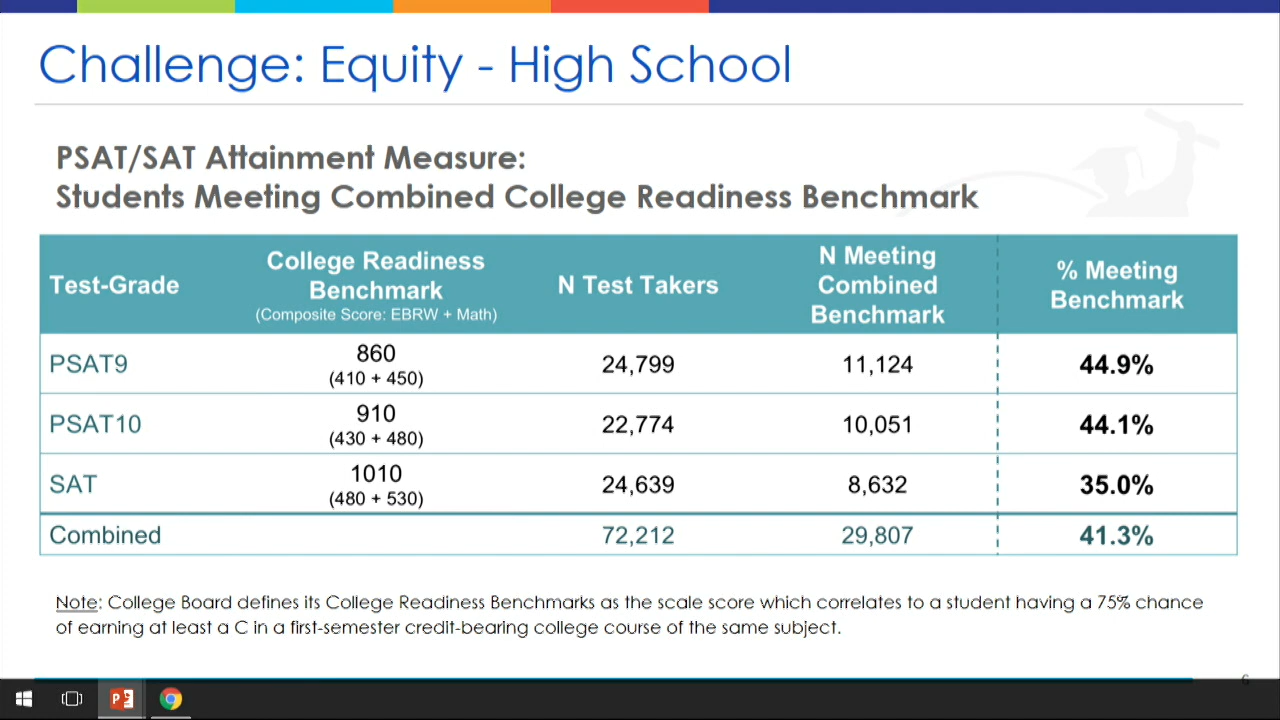 Challenge: Equity - High School
PSAT/SAT Attainment Measure:
Students Meeting Combined College Readiness Benchmark
Test-Grade
College Readiness
Benchmark
(Composite Score: EBRW + Math)
N Test Takers
N Meeting
Combined
Benchmark
% Meeting
Benchmark
PSAT9
860
(410 + 450)
24,799
11,124
44.9%
PSAT10
910
(430 + 480)
22,774
10,051
44.1%
SAT
1010
(480 + 530)
24,639
8,632
35.0%
Combined
72,212
29,807
41.3%
Note: College Board defines its College Readiness Benchmarks as the scale score which correlates to a student having a 75% chance
of earning at least a C in a first-semester credit-bearing college course of the same subject.
6